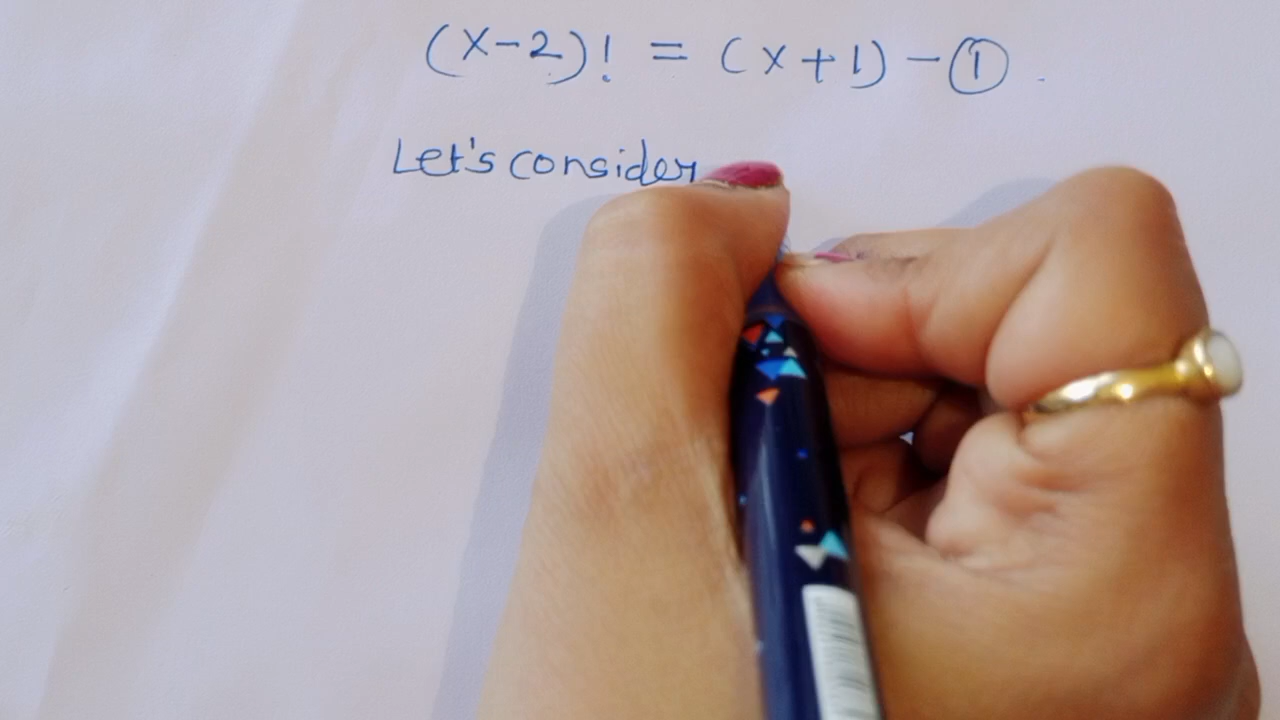 (x-2)! = (x+1) - ①
Let's consider